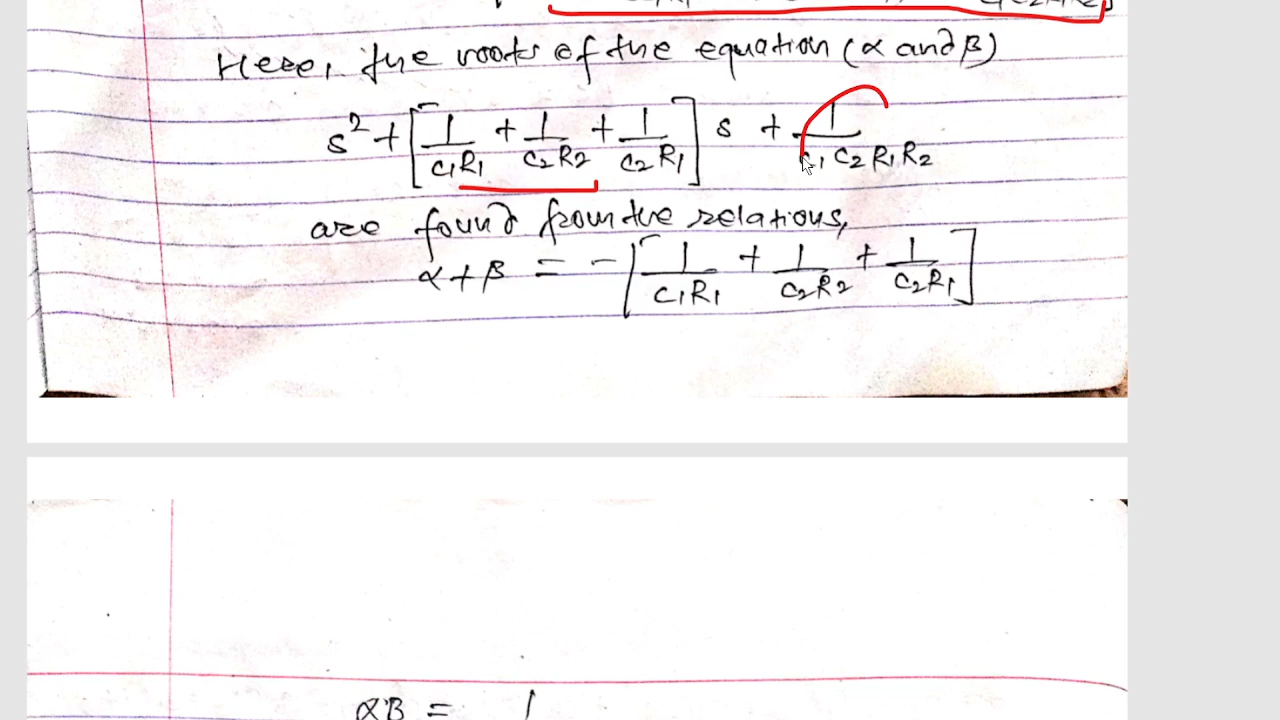 Here, the roots of the equation (α and β)
s² + [1/C₁R₁ + 1/C₂R₂ + 1/C₂R₁] s + 1/C₁C₂R₁R₂
are found from the relations,
α+β = -[1/C₁R₁ + 1/C₂R₂ + 1/C₂R₁]
αβ = 1